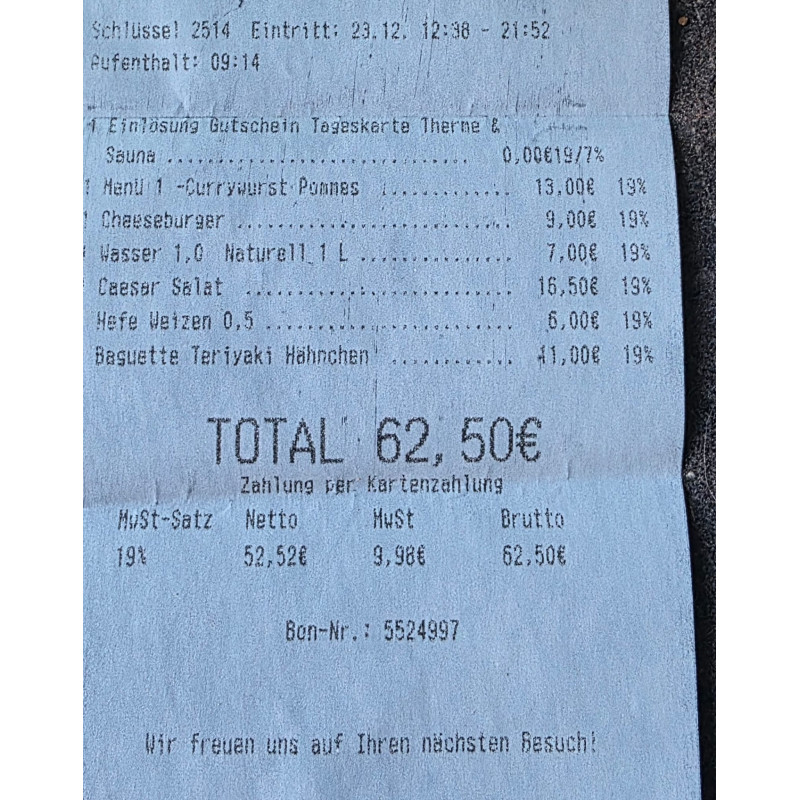 Schlüssel 2514 Eintritt: 23.12. 12:38 - 21:52
Aufenthalt: 09:14
1 Einlösung Gutschein Tageskarte Therme &
Sauna .............................. 0,00€19/7%
1 Menü 1 -Currywurst Pommes ............. 13,00€ 19%
1 Cheeseburger ........................... 9,00€ 19%
Wasser 1,0 Naturell 1 L ............... 7,00€ 19%
Caesar Salat ......................... 16,50€ 19%
Hefe Weizen 0,5 ........................ 6,00€ 19%
Baguette Teriyaki Hähnchen ............ 11,00€ 19%
TOTAL 62,50€
Zahlung per Kartenzahlung
MwSt-Satz Netto MwSt Brutto
19% 52,52€ 9,98€ 62,50€
Bon-Nr.: 5524997
Wir freuen uns auf Ihren nächsten Besuch!